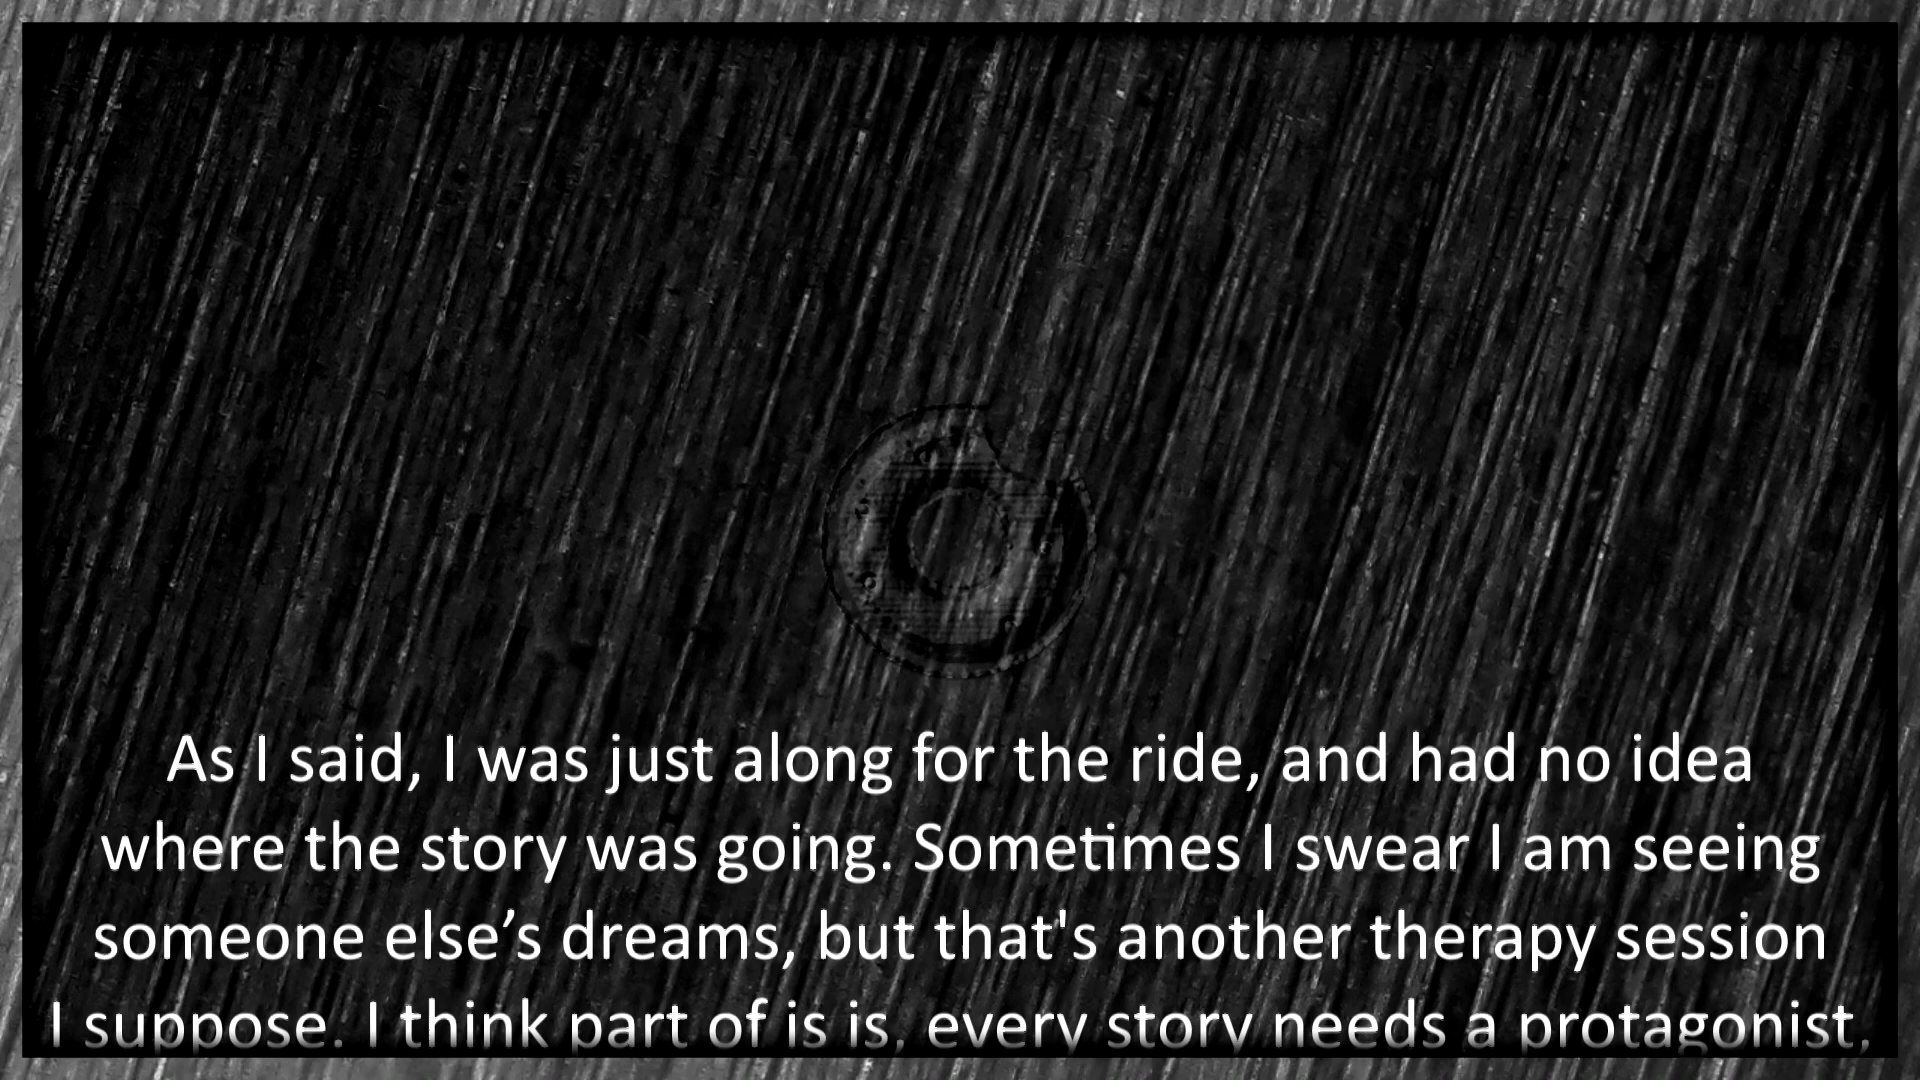 As I said, I was just along for the ride, and had no idea
where the story was going. Sometimes I swear I am seeing
someone else’s dreams, but that's another therapy session
I suppose. I think part of is is, every story needs a protagonist,